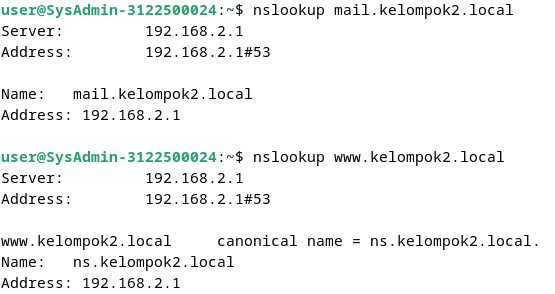 user@SysAdmin-3122500024:~$ nslookup mail.kelompok2.local
Server:         192.168.2.1
Address:        192.168.2.1#53

Name:   mail.kelompok2.local
Address: 192.168.2.1

user@SysAdmin-3122500024:~$ nslookup www.kelompok2.local
Server:         192.168.2.1
Address:        192.168.2.1#53

www.kelompok2.local     canonical name = ns.kelompok2.local.
Name:   ns.kelompok2.local
Address: 192.168.2.1